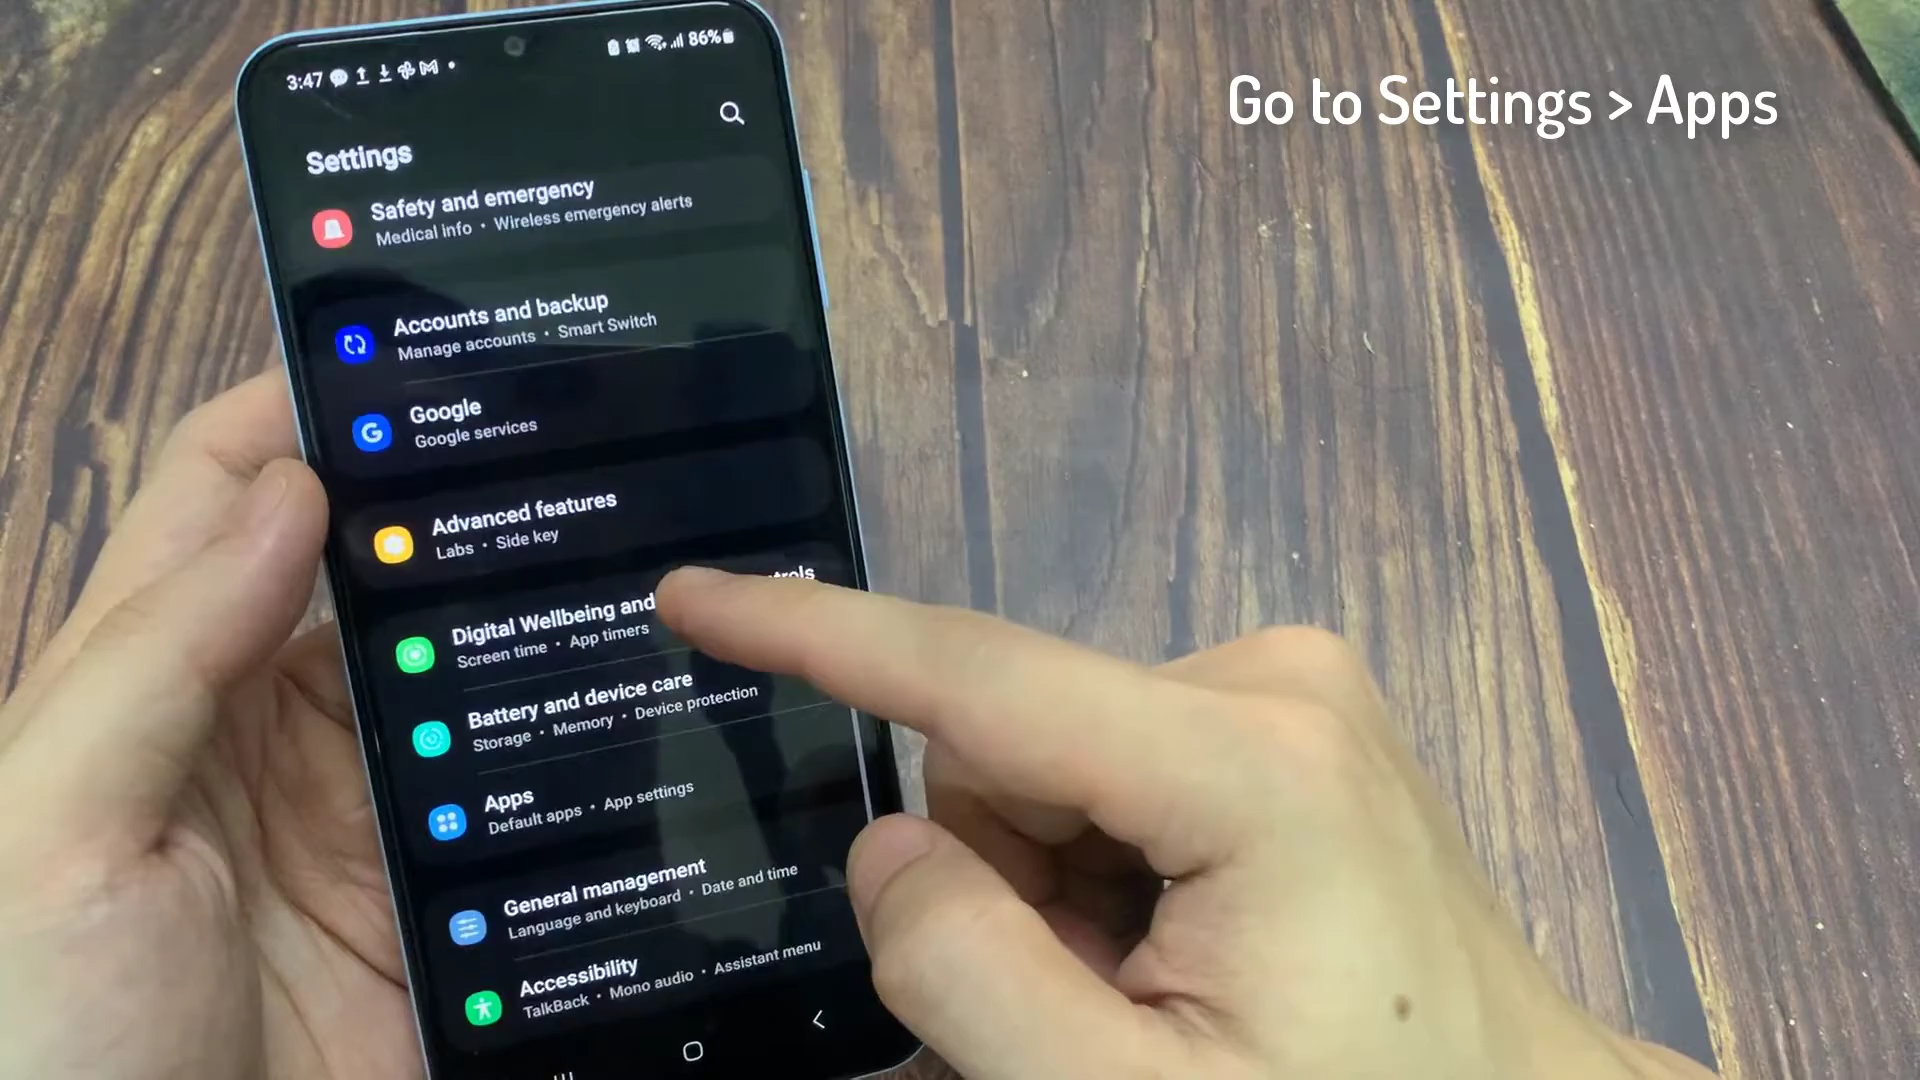 Go to Settings > Apps
3:47
86%
Settings
Safety and emergency
Medical info • Wireless emergency alerts
Accounts and backup
Manage accounts • Smart Switch
Google
Google services
Advanced features
Labs • Side key
Digital Wellbeing and
Screen time • App timers
Battery and device care
Storage • Memory • Device protection
Apps
Default apps • App settings
General management
Language and keyboard • Date and time
Accessibility
TalkBack • Mono audio • Assistant menu